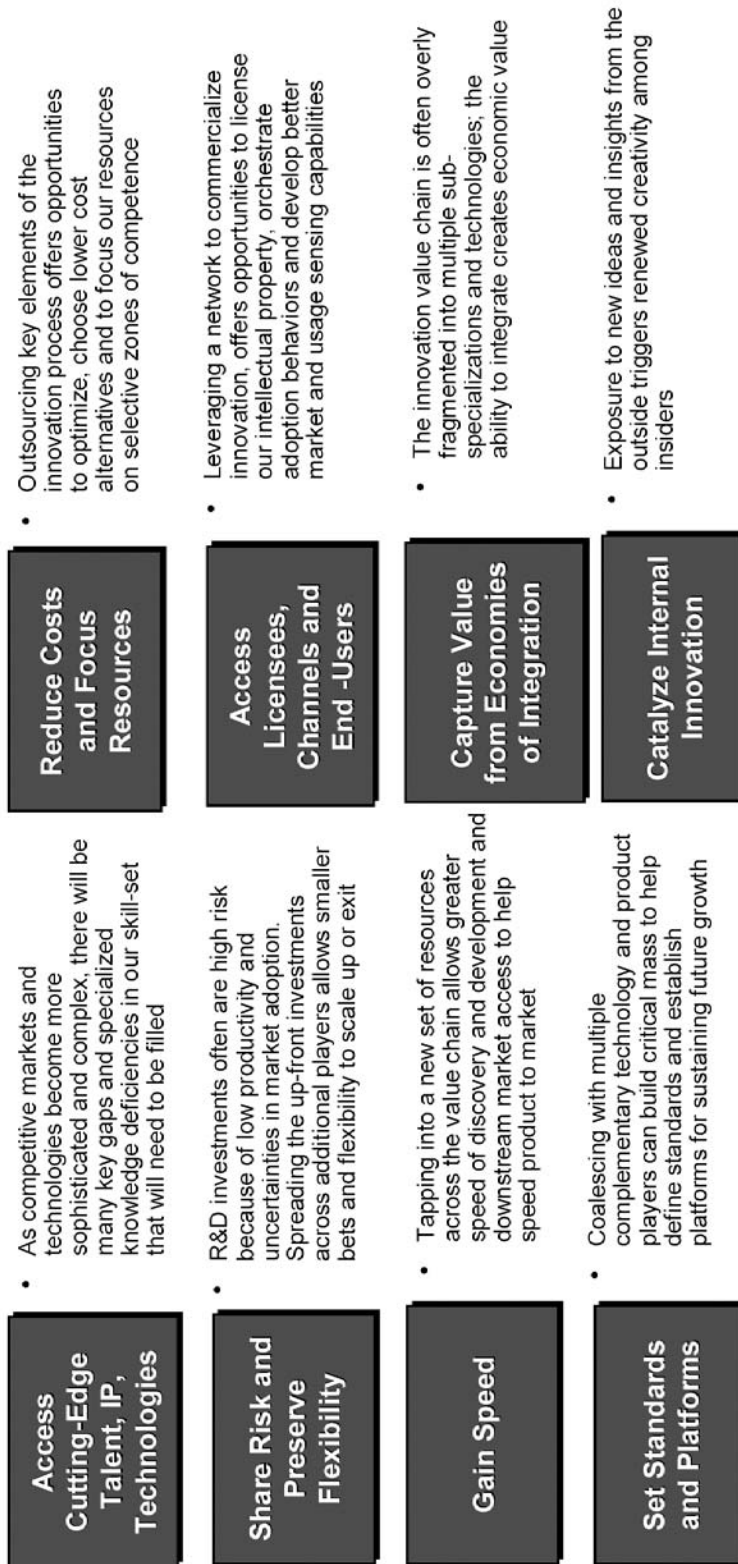 Access
Cutting-Edge
Talent, IP,
Technologies
• As competitive markets and
technologies become more
sophisticated and complex, there will be
many key gaps and specialized
knowledge deficiencies in our skill-set
that will need to be filled
Share Risk and
Preserve
Flexibility
• R&D investments often are high risk
because of low productivity and
uncertainties in market adoption.
Spreading the up-front investments
across additional players allows smaller
bets and flexibility to scale up or exit
Gain Speed
• Tapping into a new set of resources
across the value chain allows greater
speed of discovery and development and
downstream market access to help
speed product to market
Set Standards
and Platforms
• Coalescing with multiple
complementary technology and product
players can build critical mass to help
define standards and establish
platforms for sustaining future growth
Reduce Costs
and Focus
Resources
• Outsourcing key elements of the
innovation process offers opportunities
to optimize, choose lower cost
alternatives and to focus our resources
on selective zones of competence
Access
Licensees,
Channels and
End -Users
• Leveraging a network to commercialize
innovation, offers opportunities to license
our intellectual property, orchestrate
adoption behaviors and develop better
market and usage sensing capabilities
Capture Value
from Economies
of Integration
• The innovation value chain is often overly
fragmented into multiple sub-
specializations and technologies; the
ability to integrate creates economic value
Catalyze Internal
Innovation
• Exposure to new ideas and insights from the
outside triggers renewed creativity among
insiders